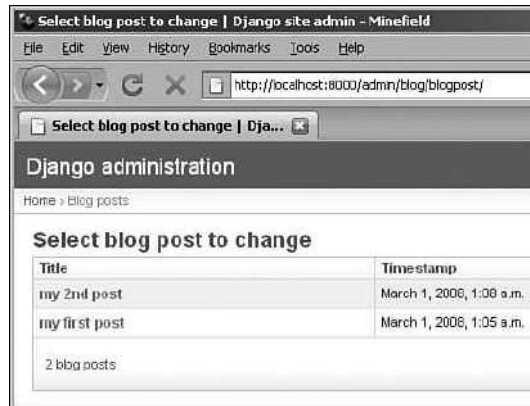 Select blog post to change | Django site admin - Minefield
File Edit View History Bookmarks Tools Help
http://localhost:8000/admin/blog/blogpost/
Select blog post to change | Dja...
Django administration
Home › Blog posts
Select blog post to change
Title Timestamp
my 2nd post March 1, 2008, 1:08 a.m.
my first post March 1, 2008, 1:05 a.m.
2 blog posts